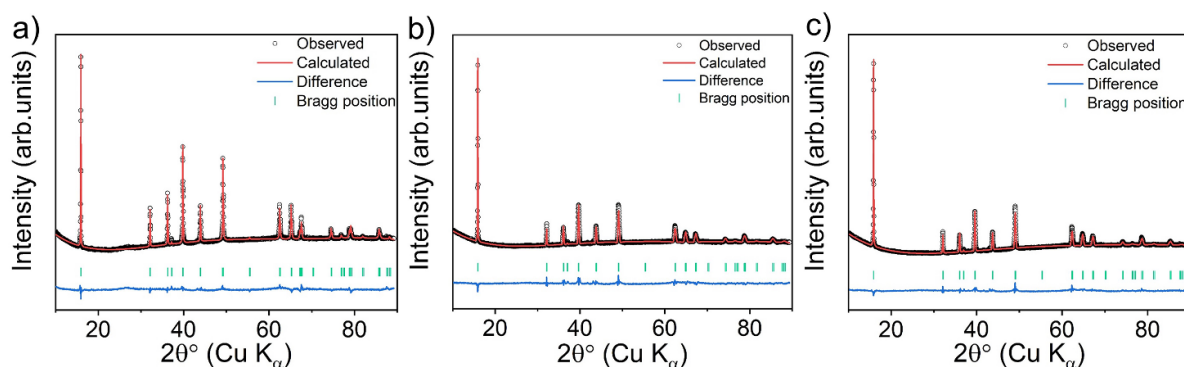 a)
Intensity (arb.units)
Observed
Calculated
Difference
Bragg position
20 40 60 80
2θ° (Cu Kα)
b)
Intensity (arb.units)
Observed
Calculated
Difference
Bragg position
20 40 60 80
2θ° (Cu Kα)
c)
Intensity (arb.units)
Observed
Calculated
Difference
Bragg position
20 40 60 80
2θ° (Cu Kα)